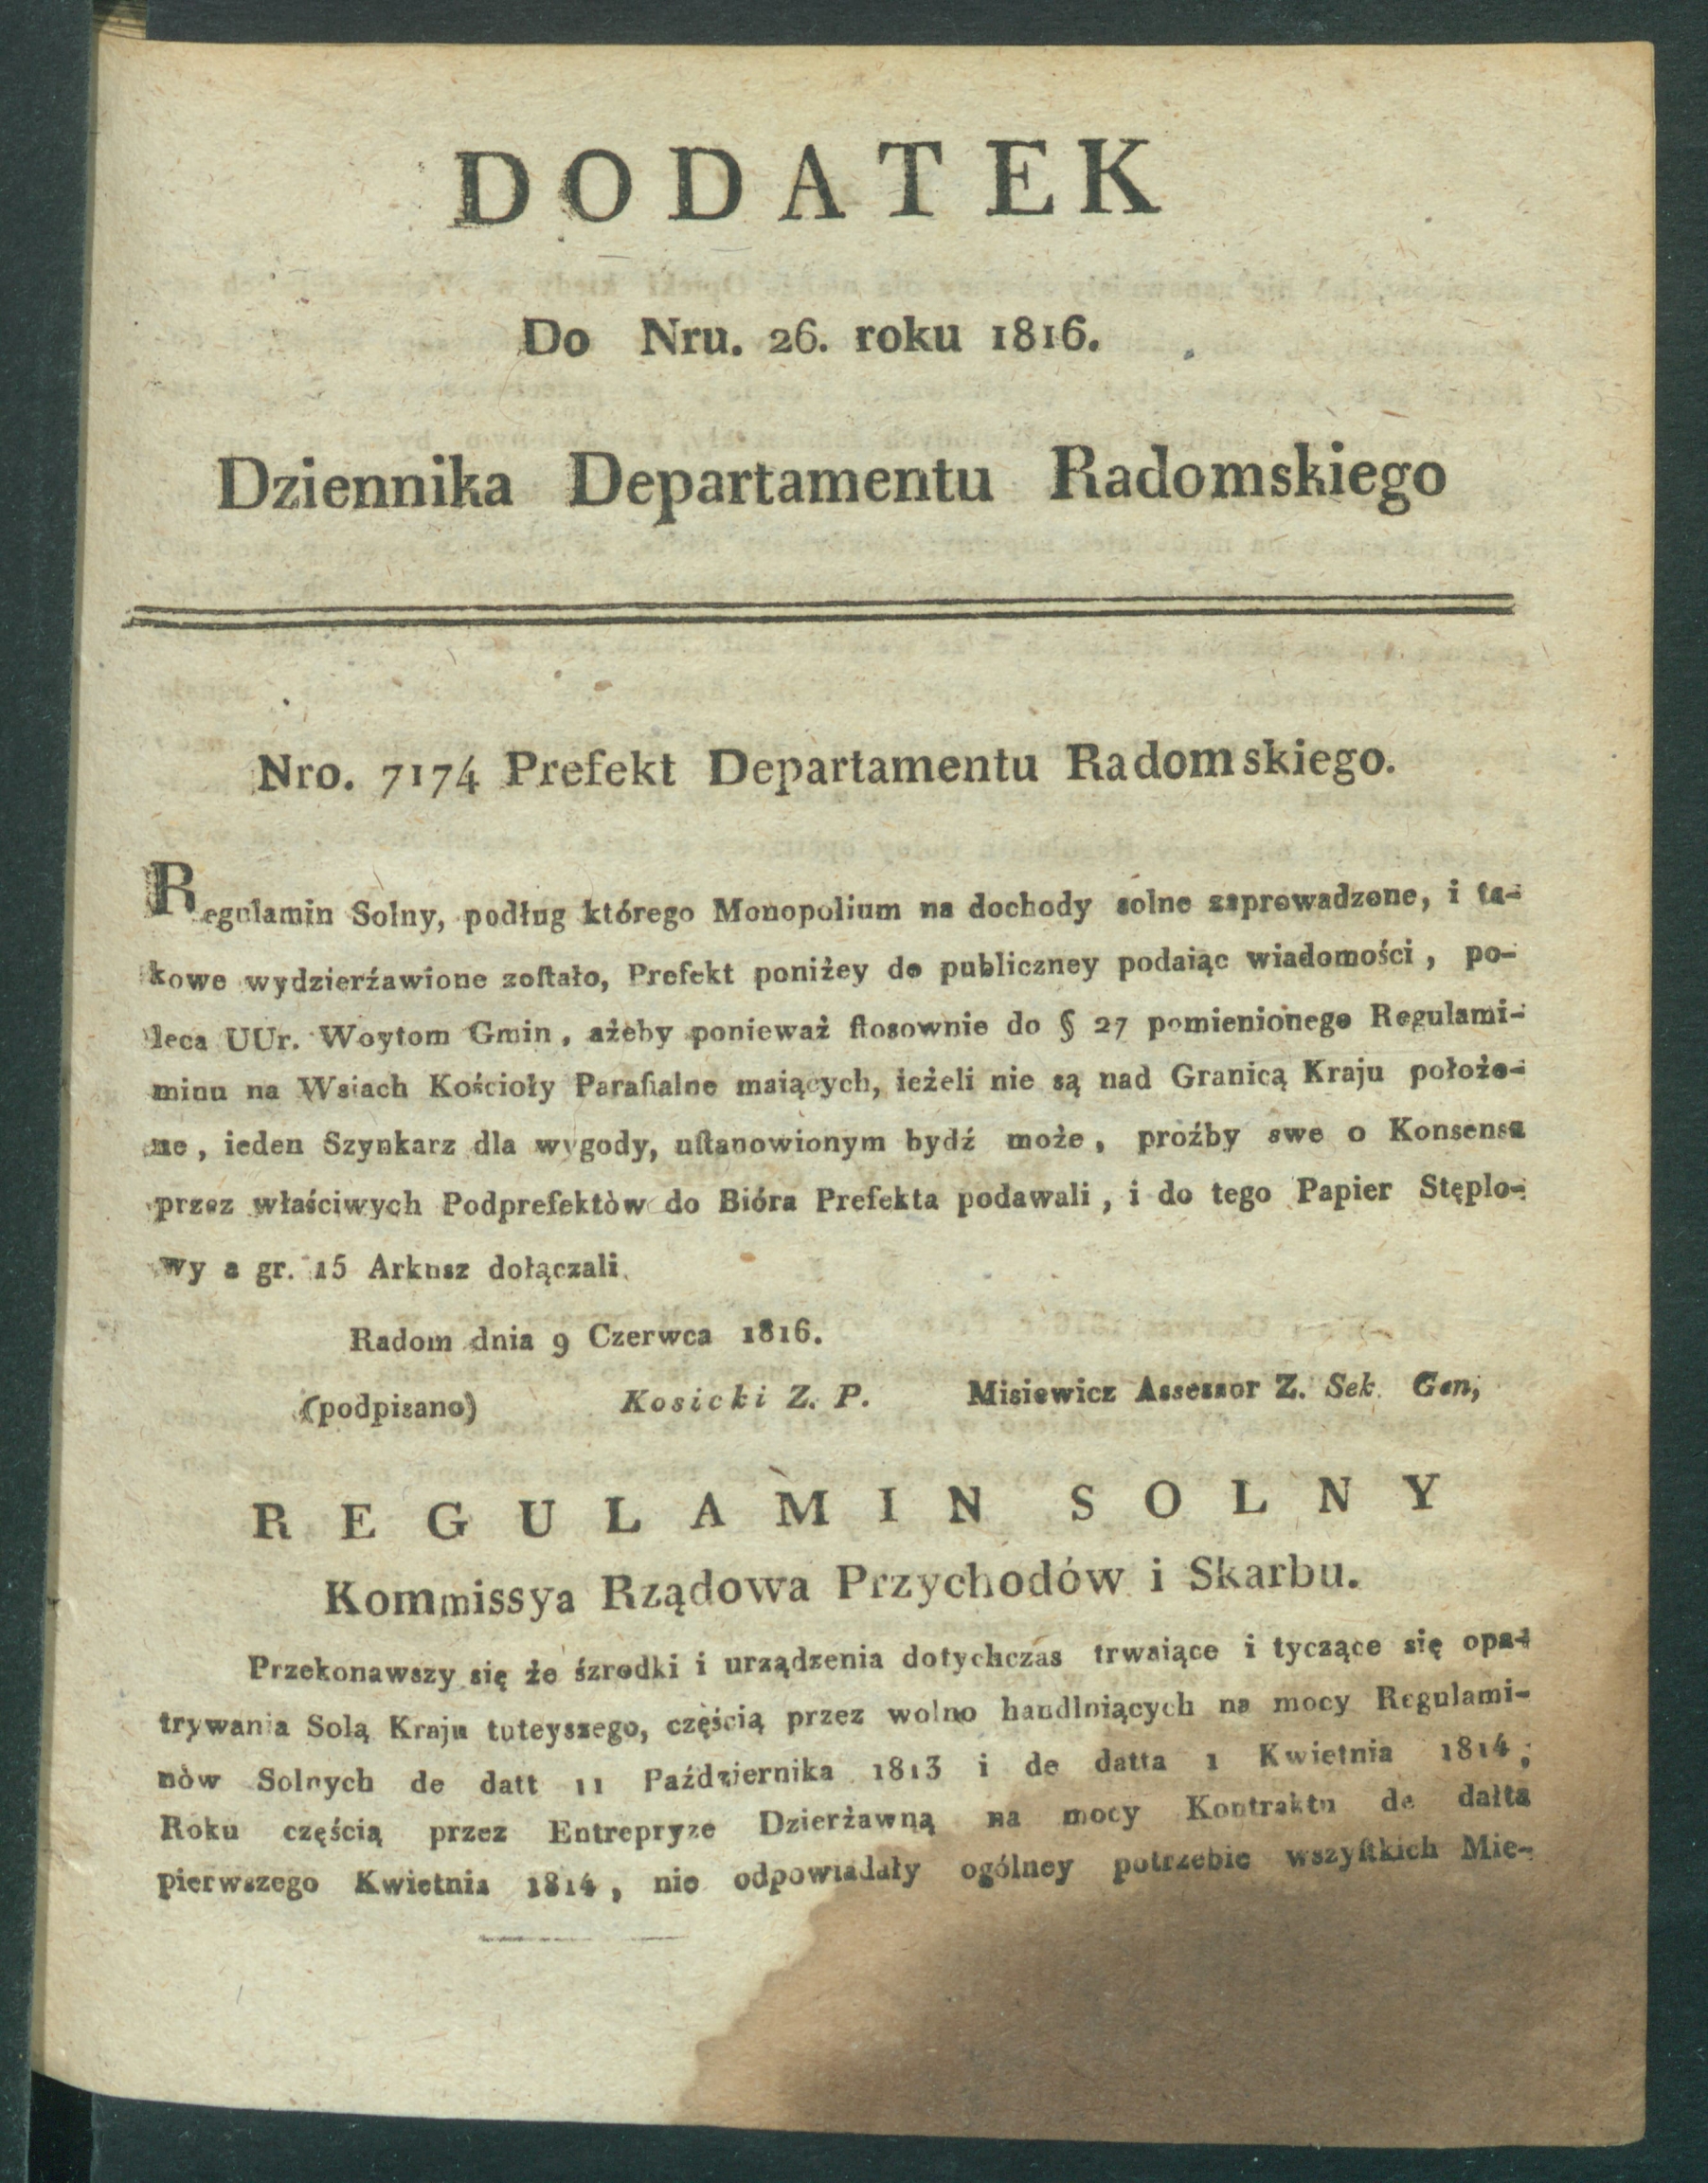 DODATEK
Do Nru. 26. roku 1816.
Dziennika Departamentu Radomskiego
Nro. 7174 Prefekt Departamentu Radomskiego.
Regulamin Solny, podług którego Monopolium na dochody solne zaprowadzone, i ta-
kowe wydzierźawione zoſtało, Prefekt poniżey do publiczney podaiąc wiadomości, po-
leca UUr. Woytom Gmin, ażeby ponieważ ſtosownie do § 27 pomienionego Regulami-
minu na Wsiach Kościoły Parafialne maiących, ieżeli nie są nad Granicą Kraju położo-
ne, ieden Szynkarz dla wygody, uſtanowionym bydź może, proźby swe o Konsensa
przez właściwych Podprefektòw do Bióra Prefekta podawali, i do tego Papier Stęplo-
wy a gr. 15 Arkusz dołączali.
Radom dnia 9 Czerwca 1816.
(podpisano) Kosicki Z. P. Misiewicz Assessor Z. Sek. Gen,
REGULAMIN SOLNY
Kommissya Rządowa Przychodów i Skarbu.
Przekonawszy się że śzrodki i urządzenia dotychczas trwaiące i tyczące się opa-
trywania Solą Kraju tuteyszego, częścią przez wolno handluiących na mocy Regulami-
nòw Solnych de datt 11 Października 1813 i de datta 1 Kwietnia 1814;
Roku częścią przez Entrepryze Dzierżawną na mocy Kontraktu de datta
pierwszego Kwietnia 1814, nie odpowiadały ogólney potrzebie wszyſtkich Mie-